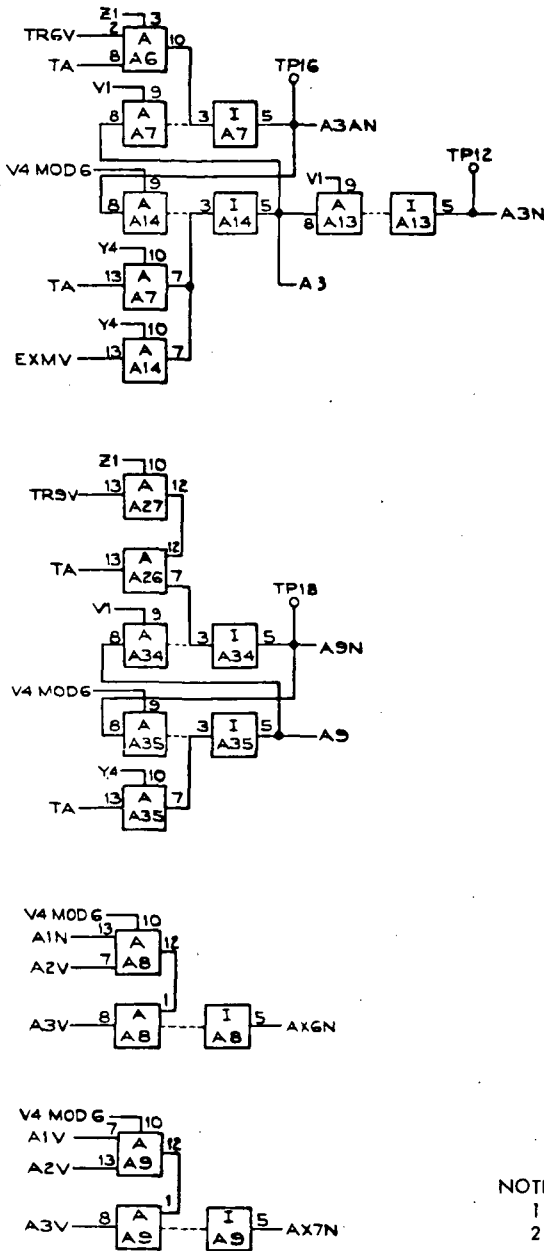 Z1 3
TR6V 2 A 10
TA 8 A6
TP16
V1 9
8 A 3 I 5 A3AN
A7 A7
TP12
V4 MOD6 9 V1 9
8 A 3 I 5 8 A I 5 A3N
A14 A14 A13 A13
Y4 10
TA 13 A 7 A3
A7
Y4 10
EXMV 13 A 7
A14
Z1 10
TR9V 13 A 12
A27
12
TA 13 A 7
A26
TP18
V1 9
8 A 3 I 5 A9N
A34 A34
V4 MOD6 9
8 A 3 I 5 A9
A35 A35
Y4 10
TA 13 A 7
A35
V4 MOD6 10
A1N 13 A 12
A2V 7 A8
1
A3V 8 A I 5 AX6N
A8 A8
V4 MOD6 10
A1V 7 A 12
A2V 13 A9
1
A3V 8 A I 5 AX7N
A9 A9
NOT
1
2